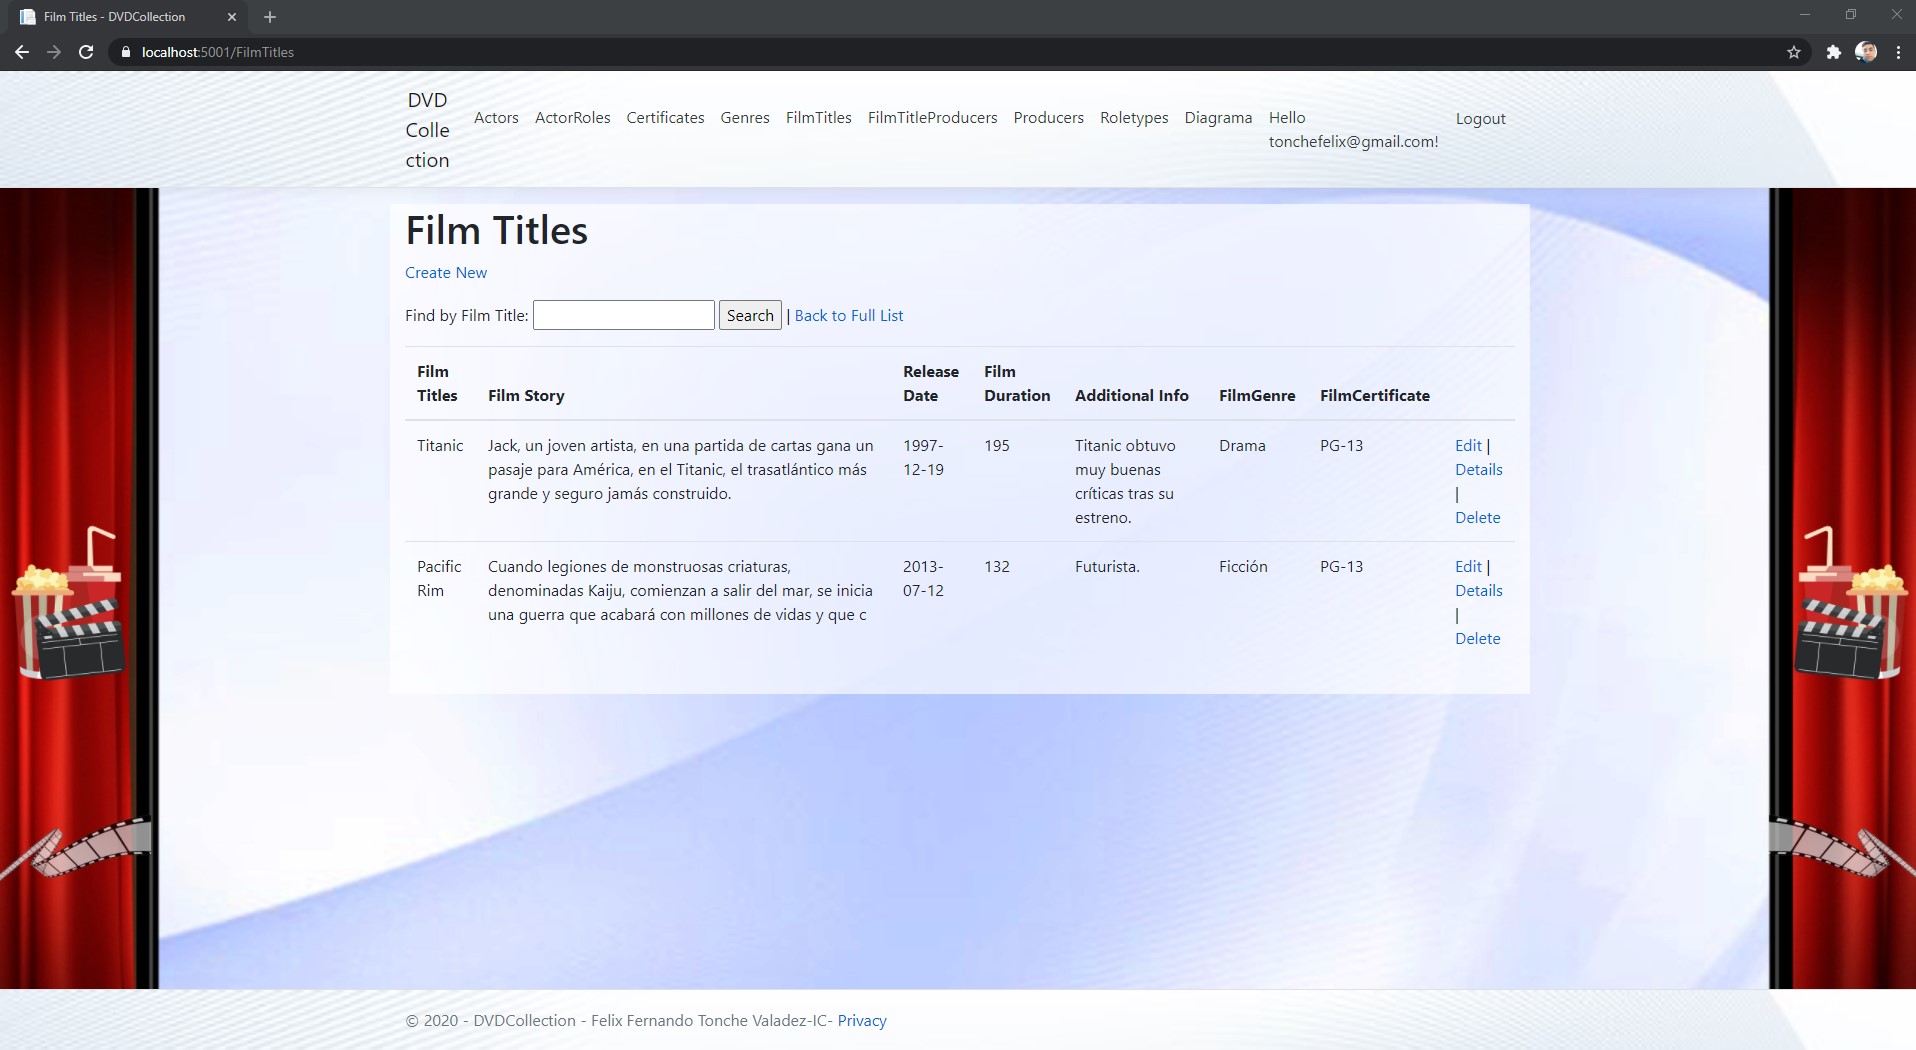 Film Titles - DVDCollection
localhost:5001/FilmTitles
DVD
Colle
ction
Actors ActorRoles Certificates Genres FilmTitles FilmTitleProducers Producers Roletypes Diagrama Hello
tonchefelix@gmail.com!
Logout
Film Titles
Create New
Find by Film Title: Search | Back to Full List
Film
Titles
Film Story
Release
Date
Film
Duration
Additional Info
FilmGenre
FilmCertificate
Titanic
Jack, un joven artista, en una partida de cartas gana un
pasaje para América, en el Titanic, el trasatlántico más
grande y seguro jamás construido.
1997-
12-19
195
Titanic obtuvo
muy buenas
críticas tras su
estreno.
Drama
PG-13
Edit |
Details
|
Delete
Pacific
Rim
Cuando legiones de monstruosas criaturas,
denominadas Kaiju, comienzan a salir del mar, se inicia
una guerra que acabará con millones de vidas y que c
2013-
07-12
132
Futurista.
Ficción
PG-13
Edit |
Details
|
Delete
© 2020 - DVDCollection - Felix Fernando Tonche Valadez-IC- Privacy